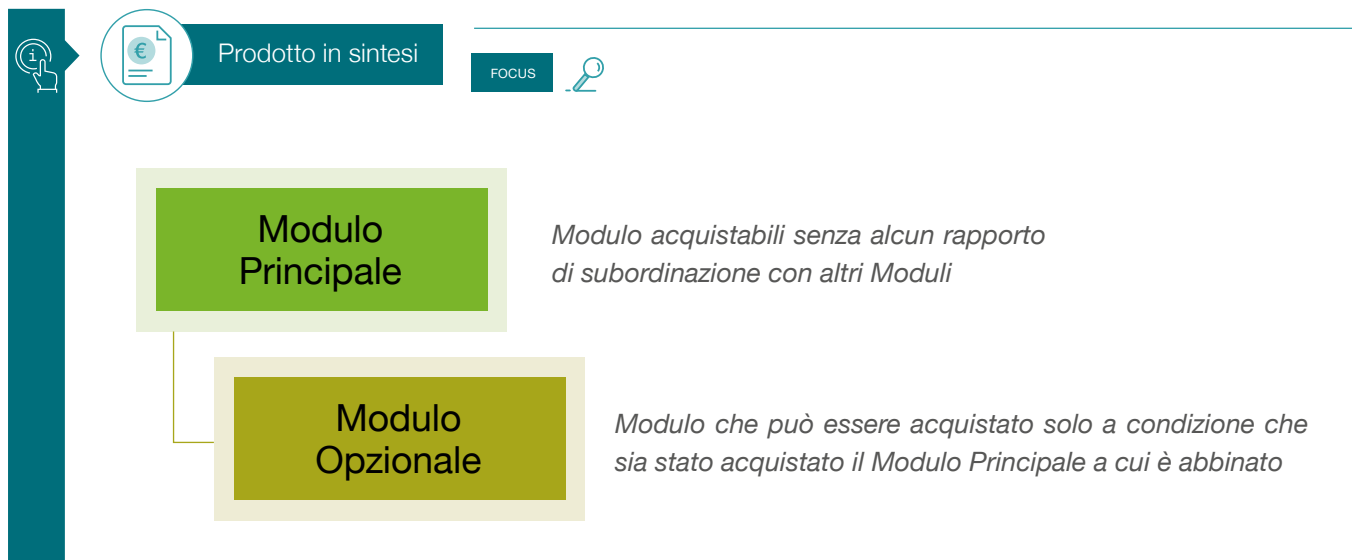 Prodotto in sintesi
FOCUS
Modulo
Principale
Modulo acquistabili senza alcun rapporto
di subordinazione con altri Moduli
Modulo
Opzionale
Modulo che può essere acquistato solo a condizione che
sia stato acquistato il Modulo Principale a cui è abbinato